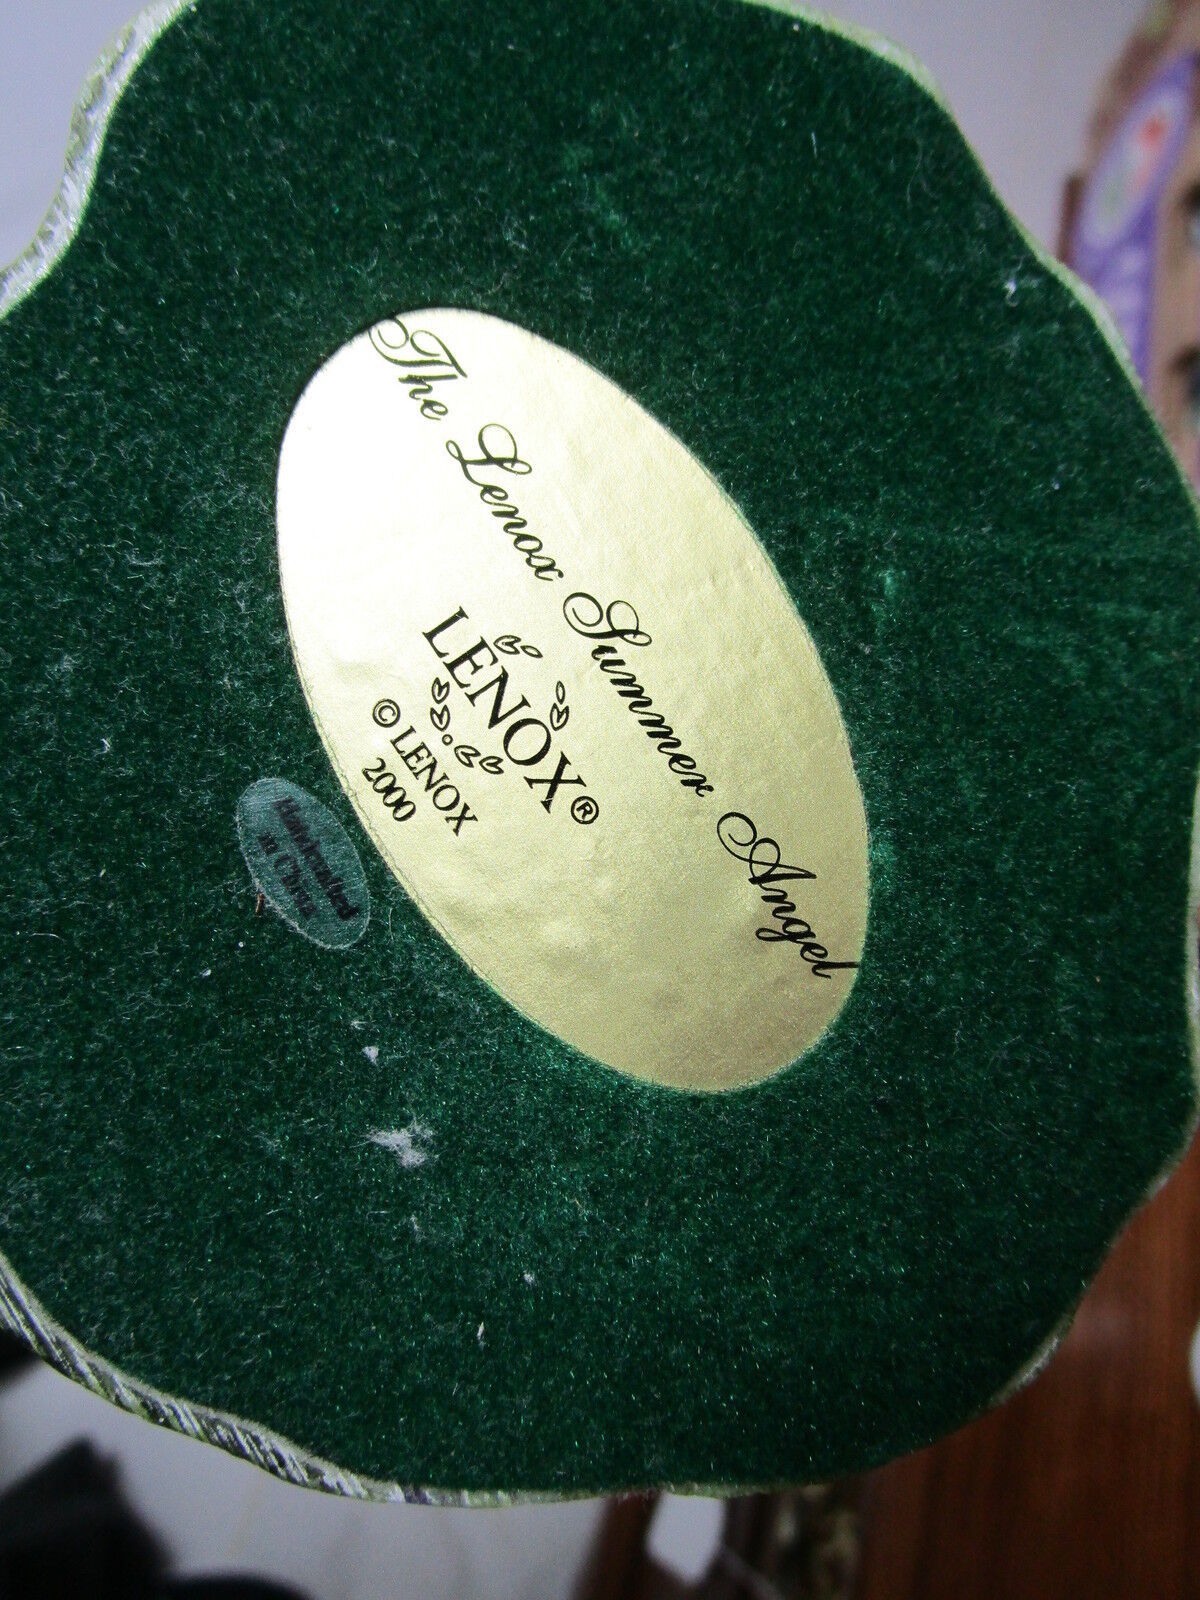 The Lenox Summer Angel
LENOX®
© LENOX
2000
Handcrafted
in China